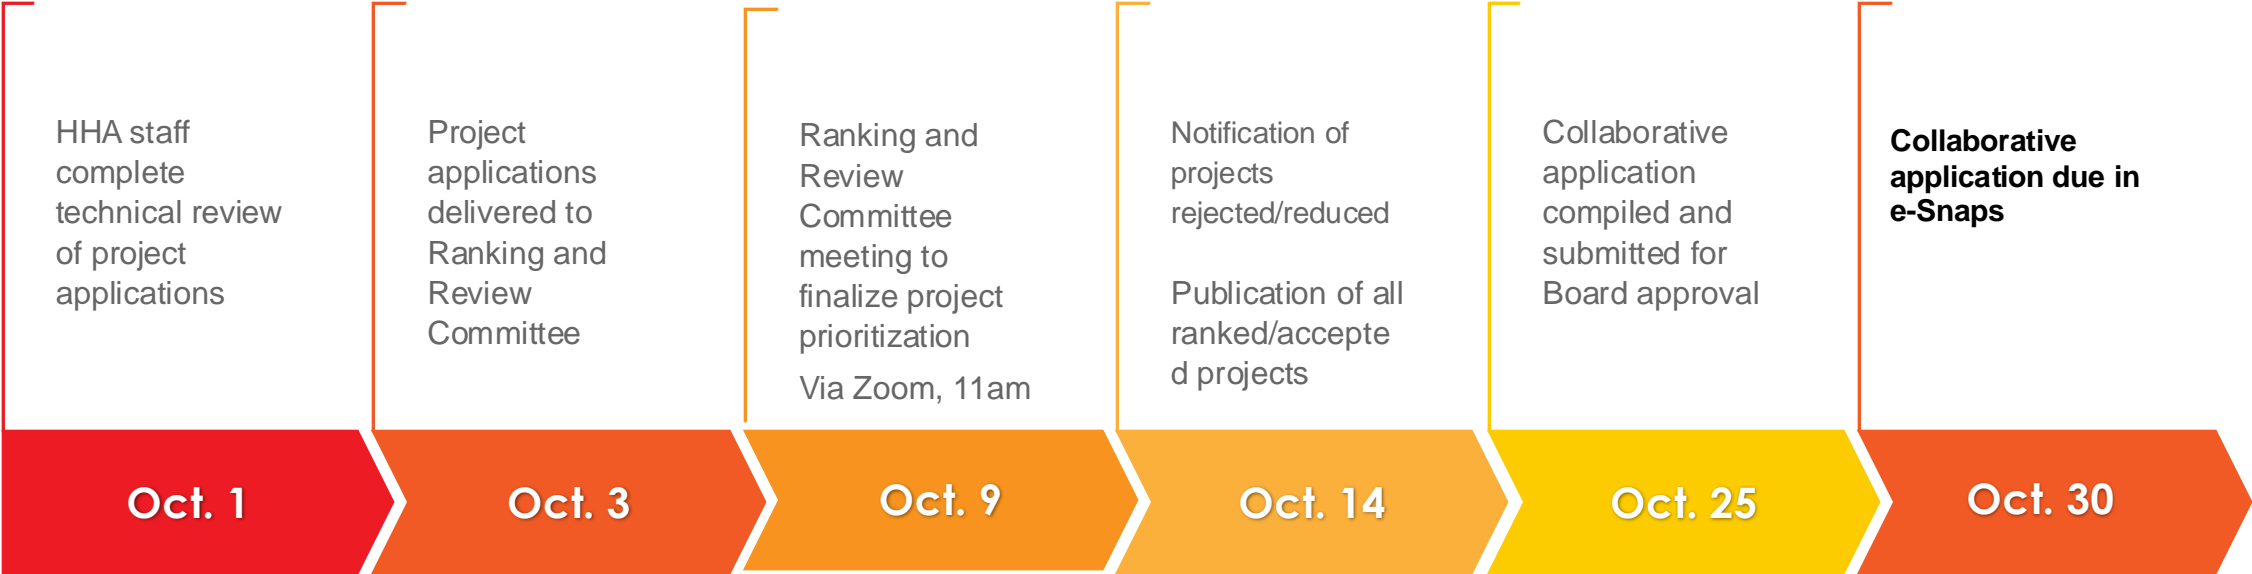 HHA staff
complete
technical review
of project
applications
Project
applications
delivered to
Ranking and
Review
Committee
Ranking and
Review
Committee
meeting to
finalize project
prioritization
Via Zoom, 11am
Notification of
projects
rejected/reduced
Publication of all
ranked/accepte
d projects
Collaborative
application
compiled and
submitted for
Board approval
Collaborative
application due in
e-Snaps
Oct. 1
Oct. 3
Oct. 9
Oct. 14
Oct. 25
Oct. 30